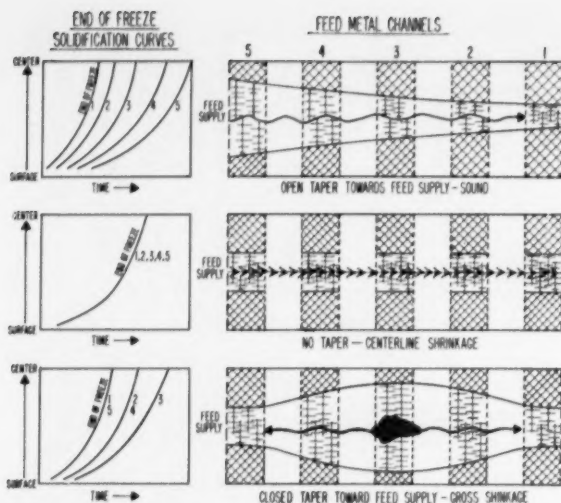 END OF FREEZE
SOLIDIFICATION CURVES
FEED METAL CHANNELS
5 4 3 2 1
CENTER
SURFACE
TIME
END OF FREEZE
1 2 3 4 5
FEED
SUPPLY
OPEN TAPER TOWARDS FEED SUPPLY - SOUND
CENTER
SURFACE
TIME
END OF FREEZE
1,2,3,4,5
FEED
SUPPLY
NO TAPER - CENTERLINE SHRINKAGE
CENTER
SURFACE
TIME
END OF FREEZE
1
5
2
4
3
FEED
SUPPLY
CLOSED TAPER TOWARD FEED SUPPLY - GROSS SHINKAGE